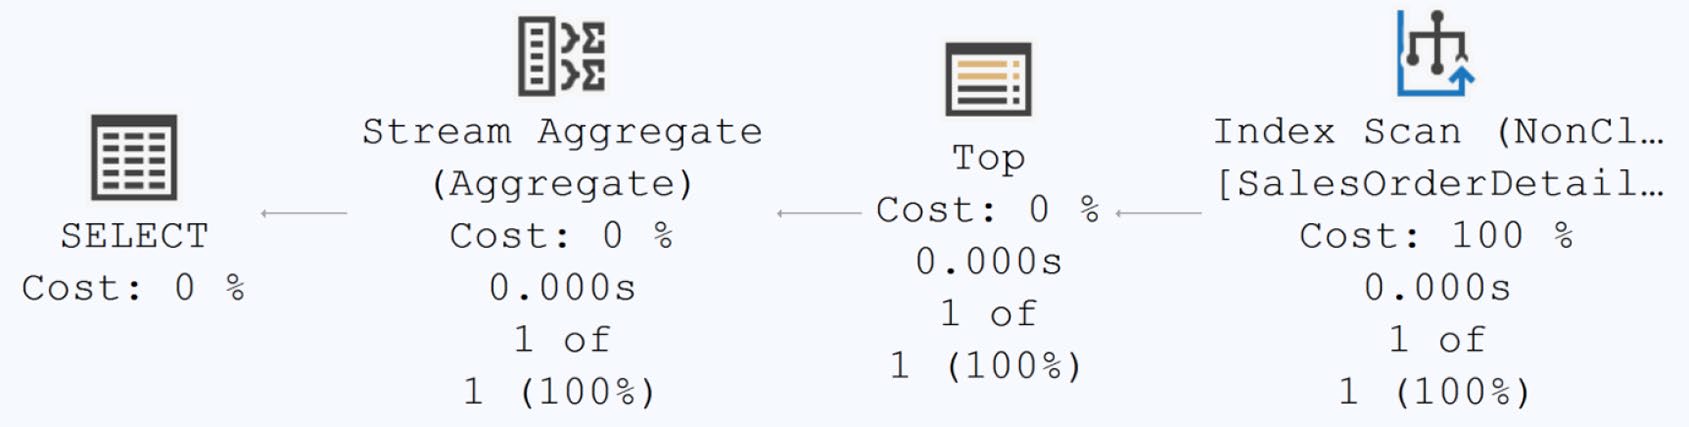 SELECT
Cost: 0 %
Stream Aggregate
(Aggregate)
Cost: 0 %
0.000s
1 of
1 (100%)
Top
Cost: 0 %
0.000s
1 of
1 (100%)
Index Scan (NonCl…
[SalesOrderDetail…
Cost: 100 %
0.000s
1 of
1 (100%)